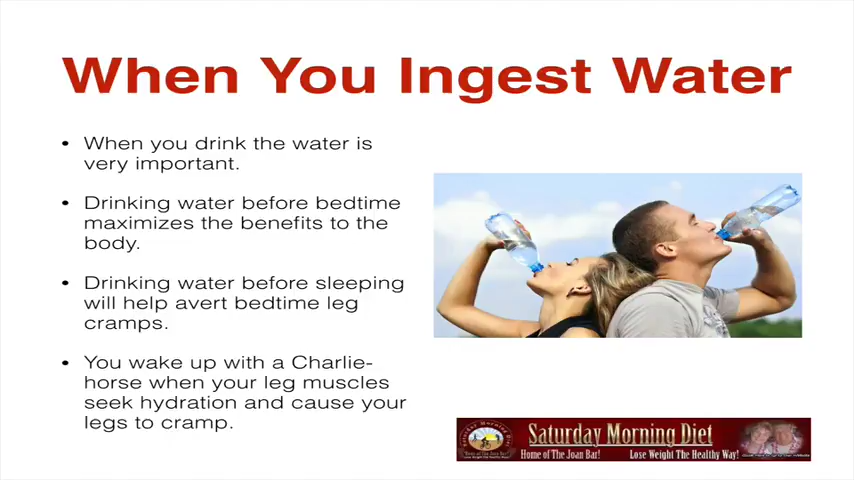 When You Ingest Water
• When you drink the water is
very important.
• Drinking water before bedtime
maximizes the benefits to the
body.
• Drinking water before sleeping
will help avert bedtime leg
cramps.
• You wake up with a Charlie-
horse when your leg muscles
seek hydration and cause your
legs to cramp.
Saturday Morning Diet
Home of The Joan Bar! Lose Weight The Healthy Way!